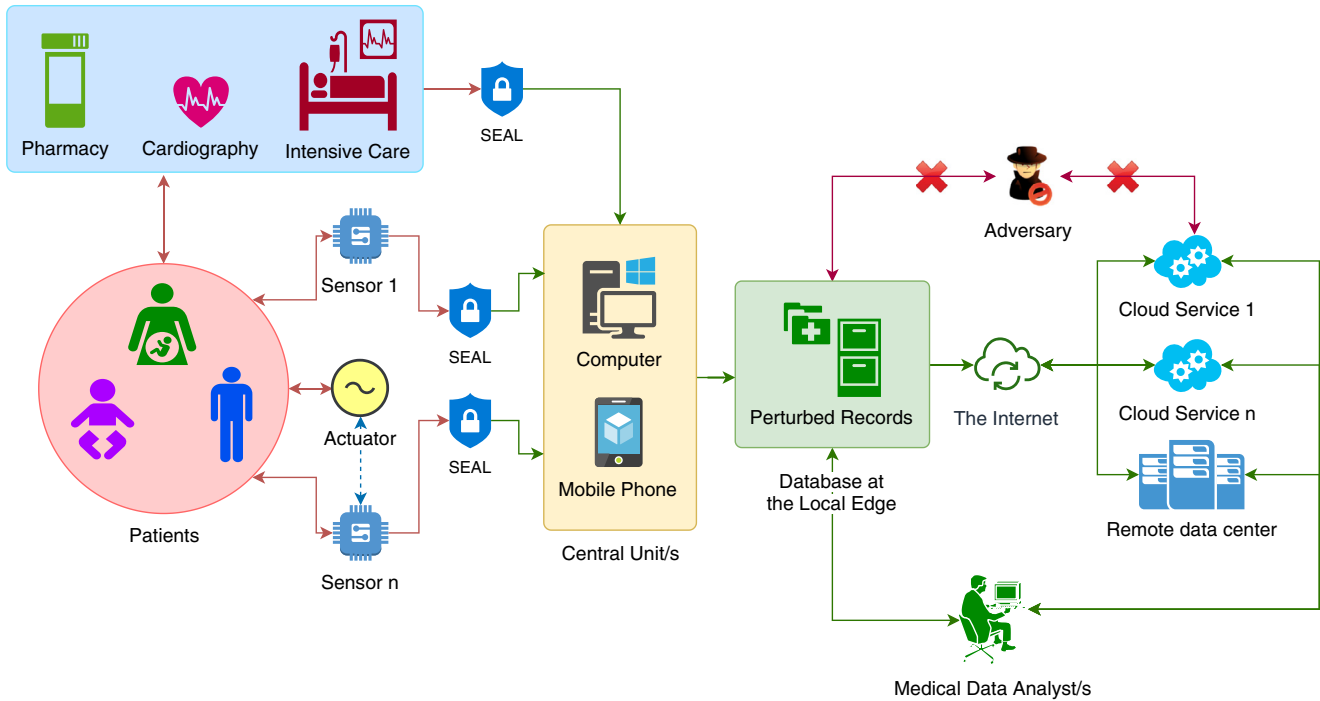 Pharmacy
Cardiography
Intensive Care
SEAL
Adversary
Sensor 1
SEAL
Computer
Cloud Service 1
Actuator
SEAL
Mobile Phone
Perturbed Records
The Internet
Cloud Service n
Database at
the Local Edge
Patients
Sensor n
Central Unit/s
Remote data center
Medical Data Analyst/s